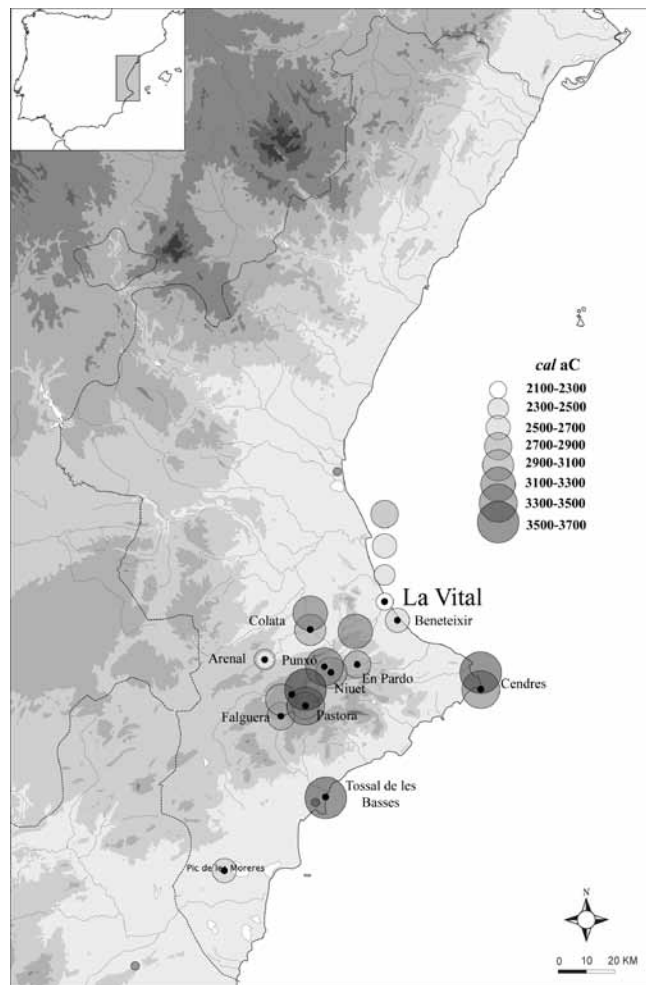 cal aC
2100-2300
2300-2500
2500-2700
2700-2900
2900-3100
3100-3300
3300-3500
3500-3700
La Vital
Colata
Beneteixir
Arenal
Punxó
En Pardo
Niuet
Cendres
Falguera
Pastora
Tossal de les
Basses
Pic de les Moreres
N
0 10 20 KM